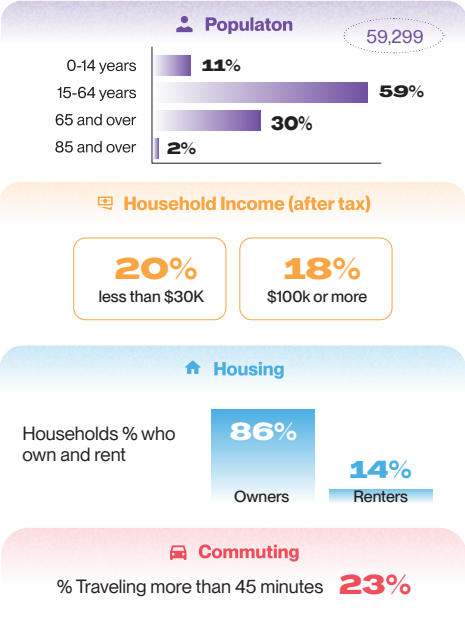 Populaton
59,299
0-14 years 11%
15-64 years 59%
65 and over 30%
85 and over 2%
Household Income (after tax)
20% 18%
less than $30K $100k or more
Housing
Households % who
own and rent
86%
14%
Owners Renters
Commuting
% Traveling more than 45 minutes 23%